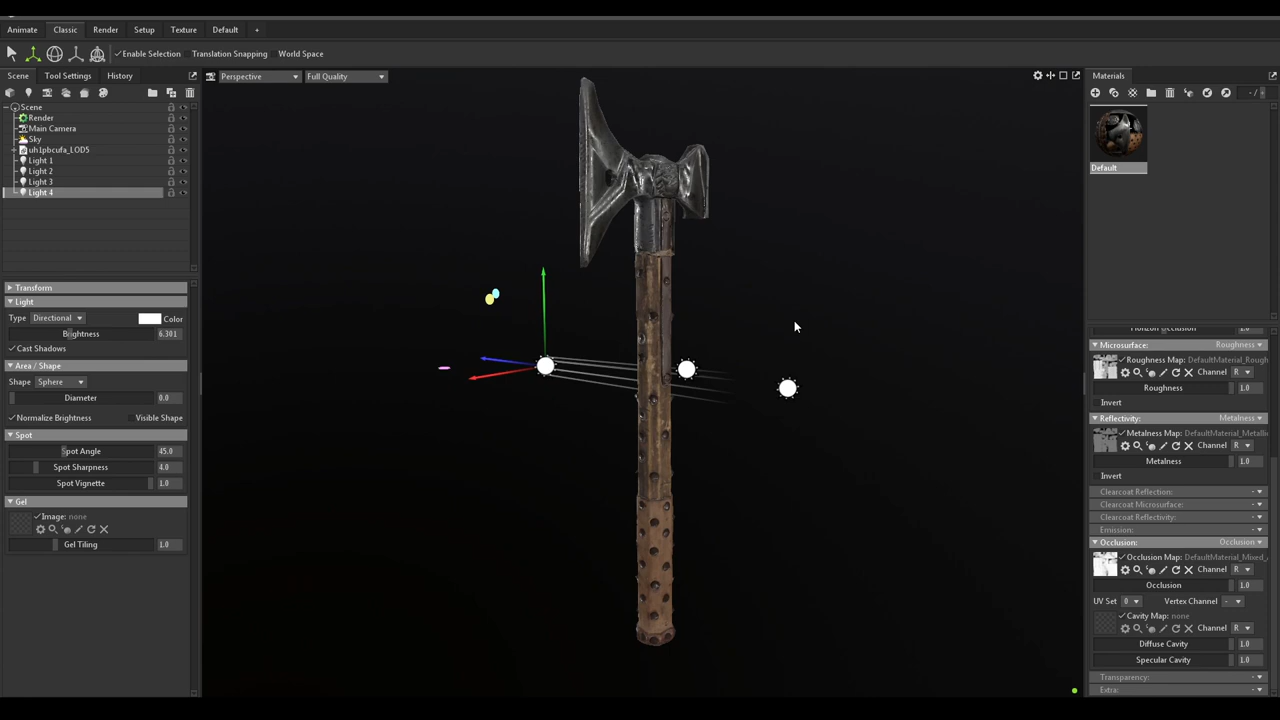 Animate Classic Render Setup Texture Default +
Enable Selection Translation Snapping World Space
Scene Tool Settings History
Perspective Full Quality
Scene
Render
Main Camera
Sky
uh1pbcufa_LOD5
Light 1
Light 2
Light 3
Light 4
Transform
Light
Type Directional Color
Brightness 6.301
Cast Shadows
Area / Shape
Shape Sphere
Diameter 0.0
Normalize Brightness Visible Shape
Spot
Spot Angle 45.0
Spot Sharpness 4.0
Spot Vignette 1.0
Gel
Image: none
Gel Tiling 1.0
Materials
- /
Default
Microsurface: Roughness
Roughness Map: DefaultMaterial_Rough
Channel R
Roughness 1.0
Invert
Reflectivity: Metalness
Metalness Map: DefaultMaterial_Metallic
Channel R
Metalness 1.0
Invert
Clearcoat Reflection: -
Clearcoat Microsurface: -
Clearcoat Reflectivity: -
Emission: -
Occlusion: Occlusion
Occlusion Map: DefaultMaterial_Mixed_
Channel R
Occlusion 1.0
UV Set 0 Vertex Channel -
Cavity Map: none
Channel R
Diffuse Cavity 1.0
Specular Cavity 1.0
Transparency: -
Extra: -